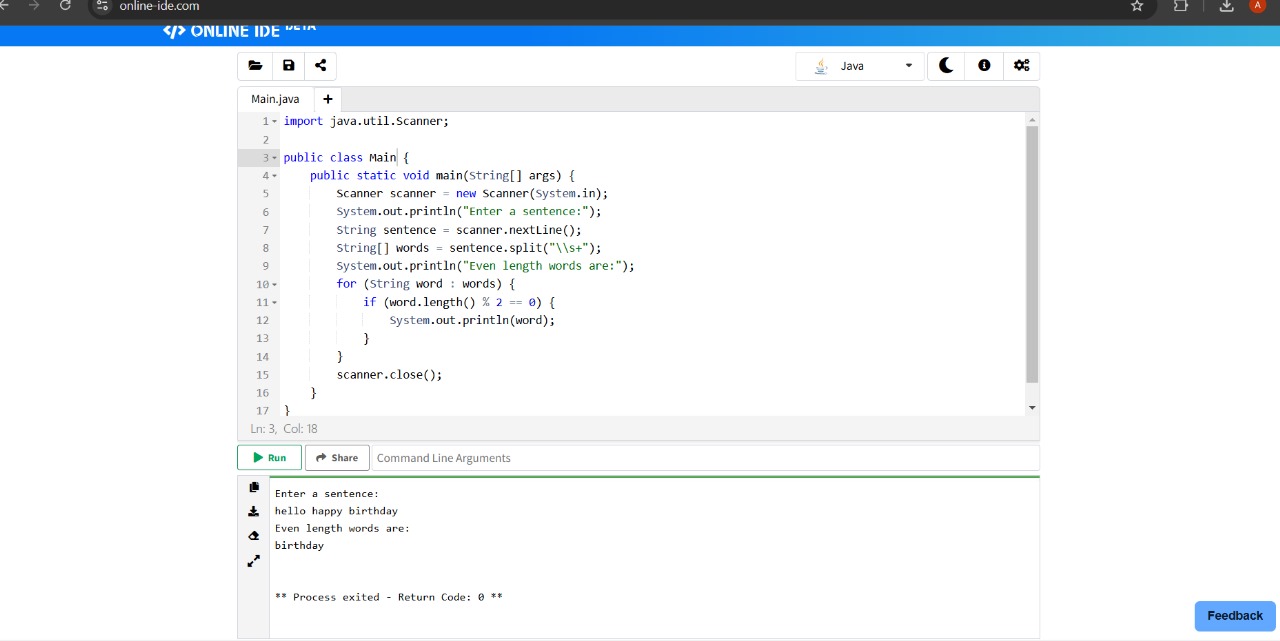 online-ide.com
A
</> ONLINE IDE BETA
Java
Main.java
+
1 import java.util.Scanner;
2
3 public class Main {
4     public static void main(String[] args) {
5         Scanner scanner = new Scanner(System.in);
6         System.out.println("Enter a sentence:");
7         String sentence = scanner.nextLine();
8         String[] words = sentence.split("\\s+");
9         System.out.println("Even length words are:");
10         for (String word : words) {
11             if (word.length() % 2 == 0) {
12                 System.out.println(word);
13             }
14         }
15         scanner.close();
16     }
17 }
Ln: 3, Col: 18
Run Share Command Line Arguments
Enter a sentence:
hello happy birthday
Even length words are:
birthday
** Process exited - Return Code: 0 **
Feedback